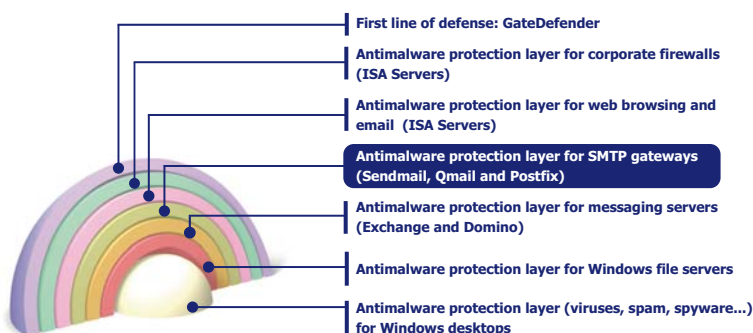 First line of defense: GateDefender
Antimalware protection layer for corporate firewalls
(ISA Servers)
Antimalware protection layer for web browsing and
email (ISA Servers)
Antimalware protection layer for SMTP gateways
(Sendmail, Qmail and Postfix)
Antimalware protection layer for messaging servers
(Exchange and Domino)
Antimalware protection layer for Windows file servers
Antimalware protection layer (viruses, spam, spyware...)
for Windows desktops